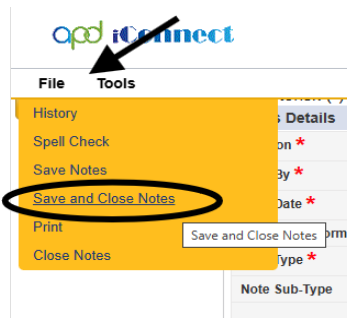 apd iConnect
File Tools
History
Spell Check
Save Notes
Save and Close Notes
Print
Close Notes
Save and Close Notes
Details
on *
By *
Date *
orm
Type *
Note Sub-Type